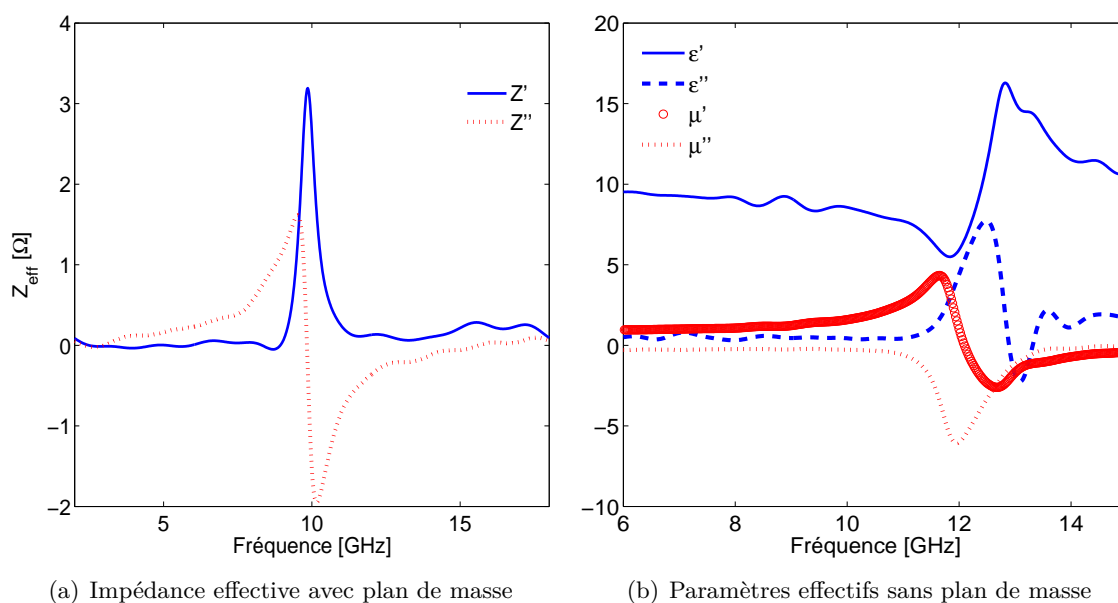 4
3
2
1
0
−1
−2
Z_eff [Ω]
5
10
15
Fréquence [GHz]
Z'
Z''
20
15
10
5
0
−5
−10
6
8
10
12
14
Fréquence [GHz]
ε'
ε''
μ'
μ''
(a) Impédance effective avec plan de masse
(b) Paramètres effectifs sans plan de masse